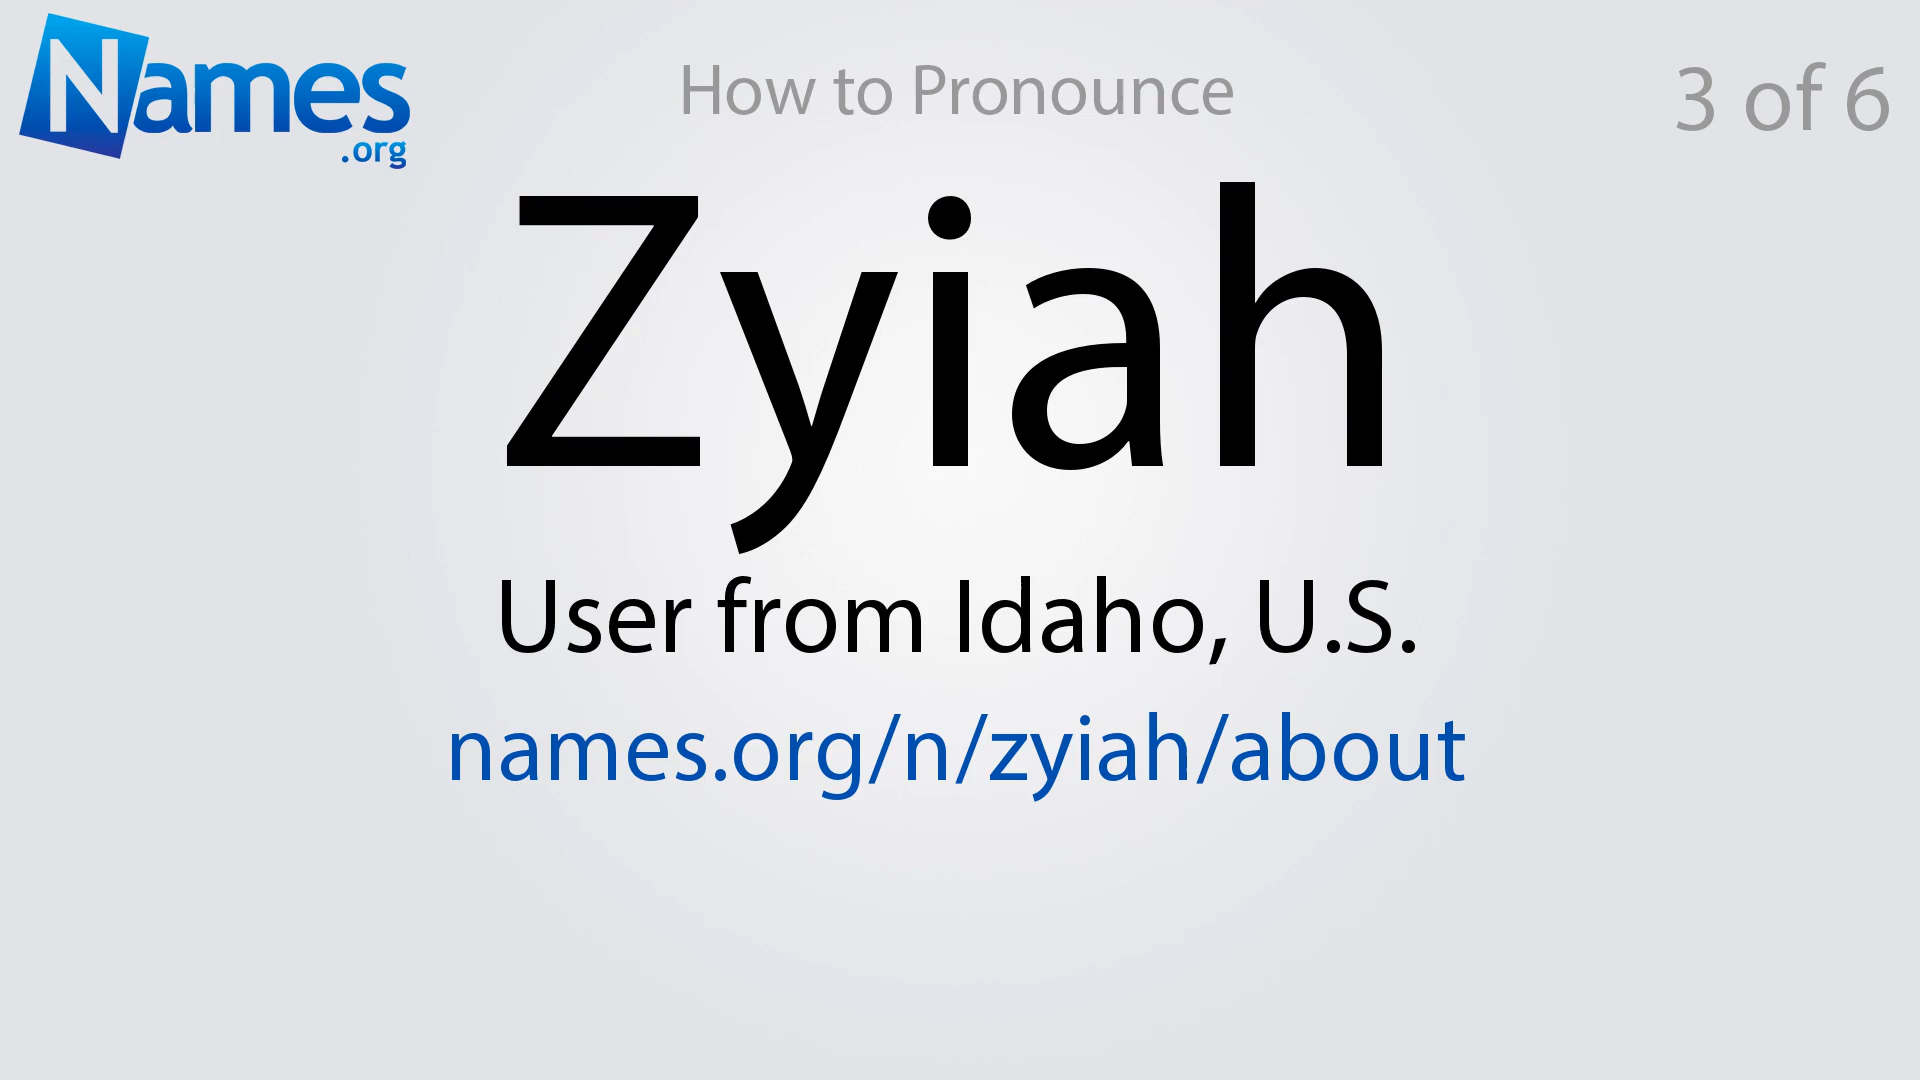 Names
.org
How to Pronounce
3 of 6
Zyiah
User from Idaho, U.S.
names.org/n/zyiah/about